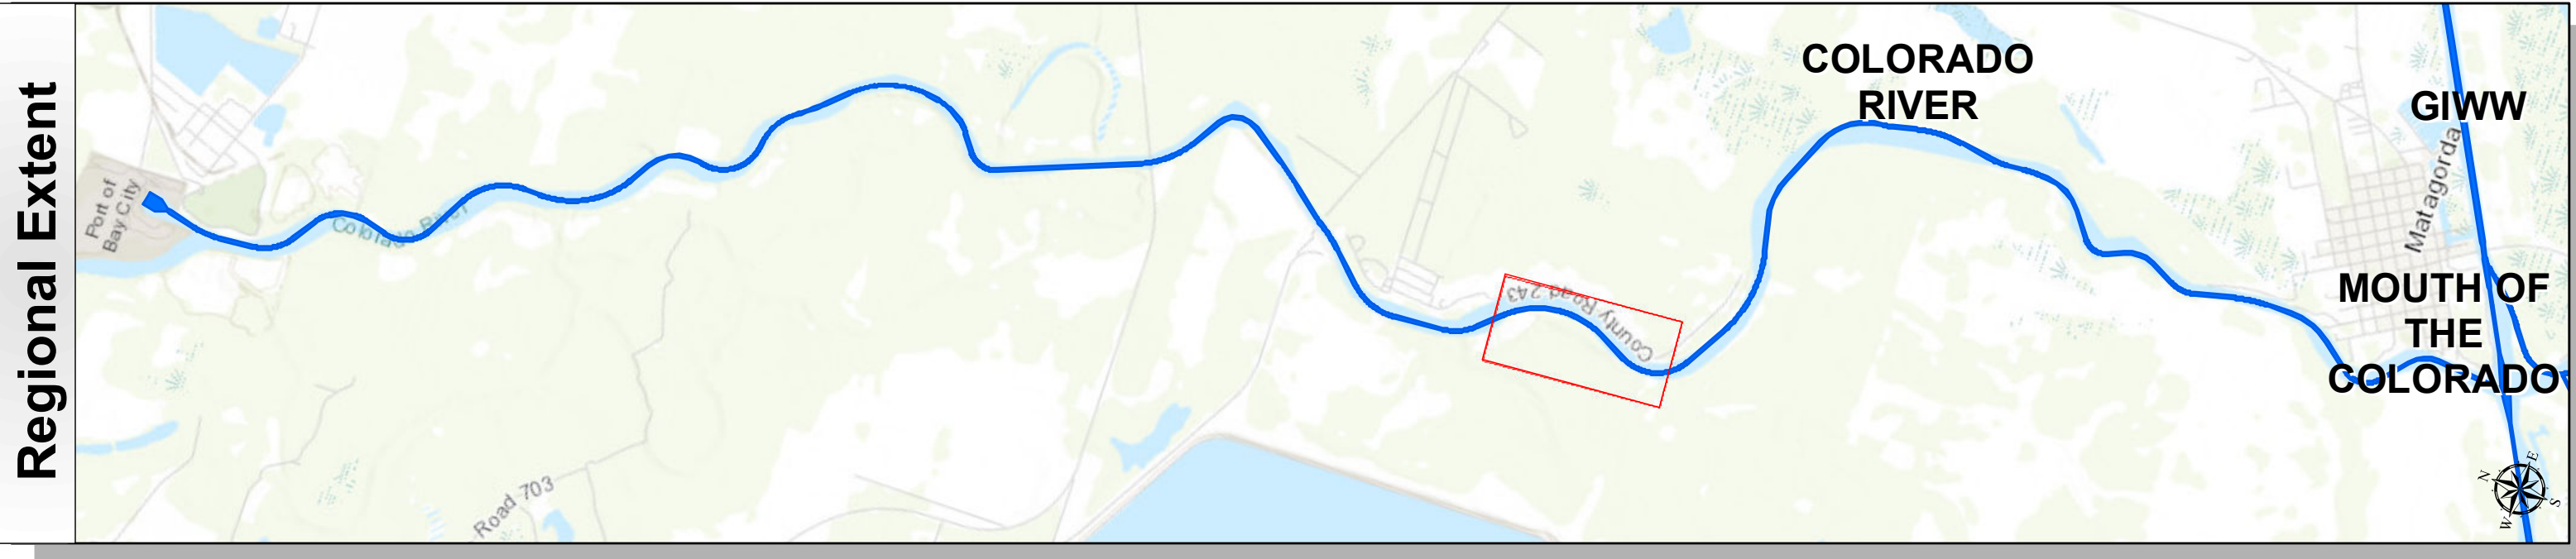 Regional Extent
Port of
Bay City
Colorado River
Road 703
County Road 243
COLORADO
RIVER
GIWW
Matagorda
MOUTH OF
THE
COLORADO
N
E
S
W